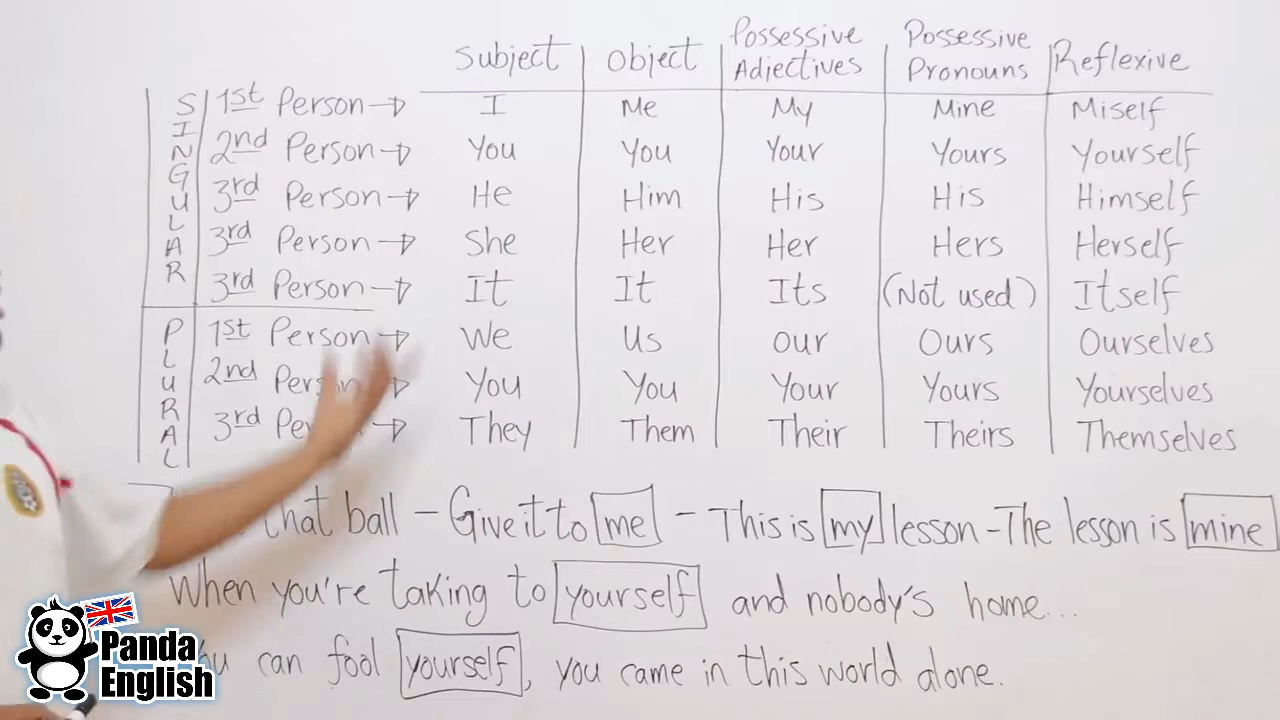 Subject Object Possessive Adjectives Possessive Pronouns Reflexive
SINGULAR
1st Person I Me My Mine Miself
2nd Person You You Your Yours Yourself
3rd Person He Him His His Himself
3rd Person She Her Her Hers Herself
3rd Person It It Its (Not used) Itself
PLURAL
1st Person We Us Our Ours Ourselves
2nd Person You You Your Yours Yourselves
3rd They Them Their Theirs Themselves
that ball - Give it to me - This is my lesson - The lesson is mine
When you're taking to yourself and nobody's home...
can fool yourself, you came in this world alone.
Panda
English